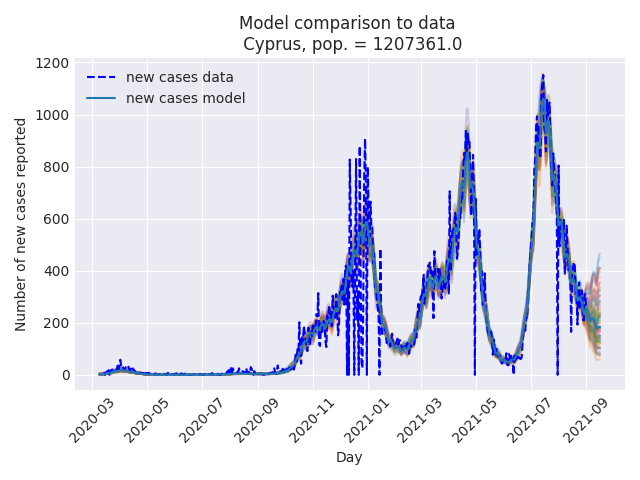 Model comparison to data
Cyprus, pop. = 1207361.0
new cases data
new cases model
Number of new cases reported
1200
1000
800
600
400
200
0
2020-03
2020-05
2020-07
2020-09
2020-11
2021-01
2021-03
2021-05
2021-07
2021-09
Day